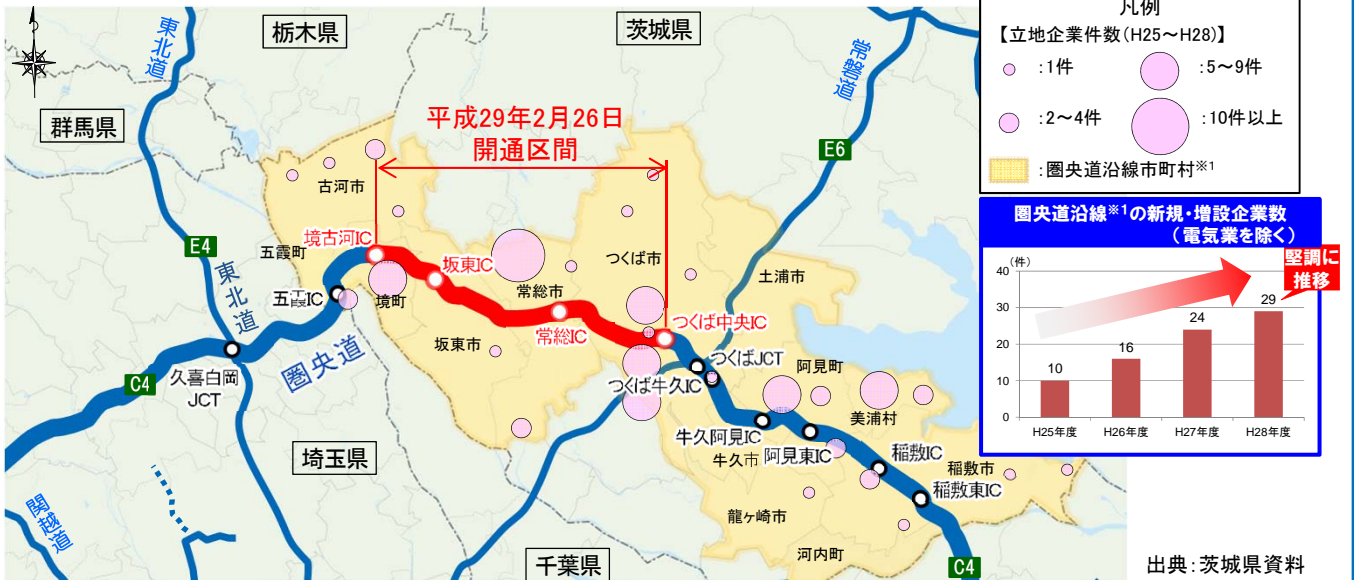 栃木県
茨城県
群馬県
埼玉県
千葉県
東北道
常磐道
E6
E4
東北道
C4
圏央道
関越道
C4
平成29年2月26日
開通区間
古河市
五霞町
境古河IC
五霞IC
境町
坂東IC
常総市
常総IC
坂東市
つくば市
土浦市
つくば中央IC
つくばJCT
つくば牛久IC
阿見町
美浦村
牛久阿見IC
牛久市
阿見東IC
稲敷IC
稲敷市
稲敷東IC
龍ヶ崎市
河内町
久喜白岡
JCT
凡例
【立地企業件数(H25~H28)】
:1件
:5~9件
:2~4件
:10件以上
:圏央道沿線市町村※1
圏央道沿線※1の新規・増設企業数
(電気業を除く)
(件)
堅調に
推移
40
30
20
10
0
10
16
24
29
H25年度
H26年度
H27年度
H28年度
出典:茨城県資料